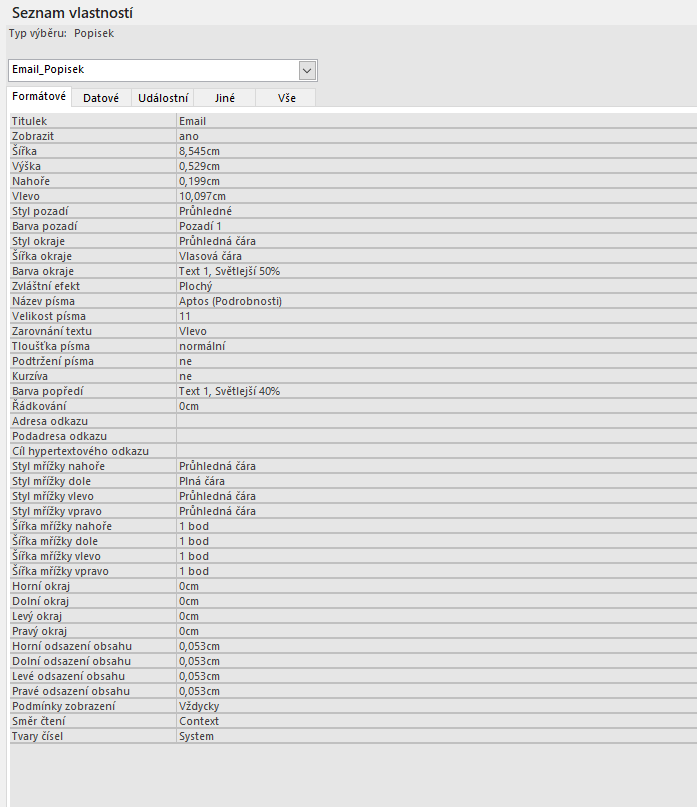 Seznam vlastností
Typ výběru: Popisek
Email_Popisek
Formátové Datové Událostní Jiné Vše
Titulek Email
Zobrazit ano
Šířka 8,545cm
Výška 0,529cm
Nahoře 0,199cm
Vlevo 10,097cm
Styl pozadí Průhledné
Barva pozadí Pozadí 1
Styl okraje Průhledná čára
Šířka okraje Vlasová čára
Barva okraje Text 1, Světlejší 50%
Zvláštní efekt Plochý
Název písma Aptos (Podrobnosti)
Velikost písma 11
Zarovnání textu Vlevo
Tloušťka písma normální
Podtržení písma ne
Kurzíva ne
Barva popředí Text 1, Světlejší 40%
Řádkování 0cm
Adresa odkazu
Podadresa odkazu
Cíl hypertextového odkazu
Styl mřížky nahoře Průhledná čára
Styl mřížky dole Plná čára
Styl mřížky vlevo Průhledná čára
Styl mřížky vpravo Průhledná čára
Šířka mřížky nahoře 1 bod
Šířka mřížky dole 1 bod
Šířka mřížky vlevo 1 bod
Šířka mřížky vpravo 1 bod
Horní okraj 0cm
Dolní okraj 0cm
Levý okraj 0cm
Pravý okraj 0cm
Horní odsazení obsahu 0,053cm
Dolní odsazení obsahu 0,053cm
Levé odsazení obsahu 0,053cm
Pravé odsazení obsahu 0,053cm
Podmínky zobrazení Vždycky
Směr čtení Context
Tvary čísel System